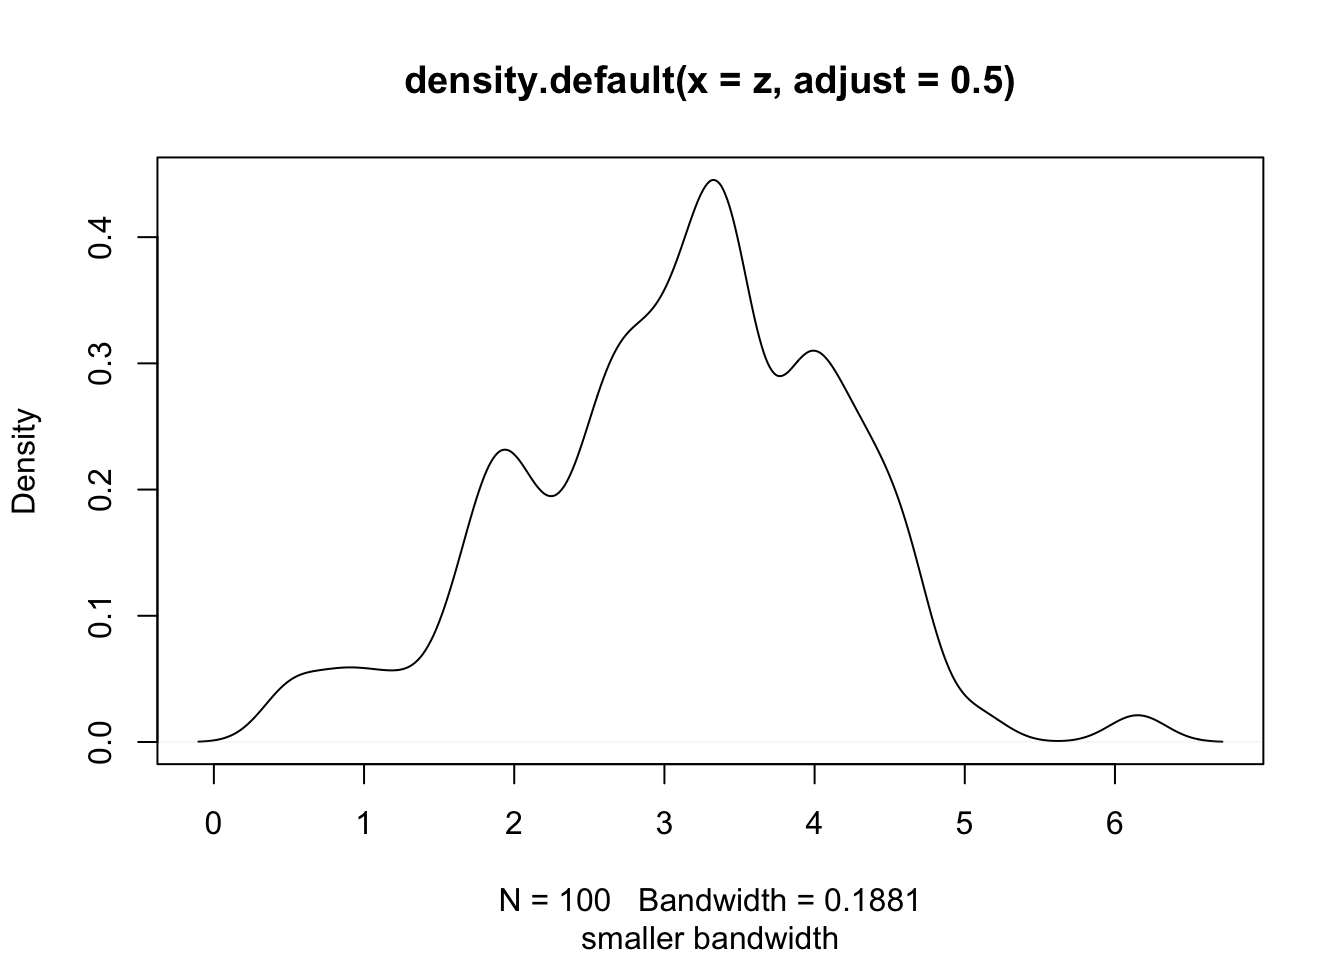 density.default(x = z, adjust = 0.5)
Density
0.4
0.3
0.2
0.1
0.0
0 1 2 3 4 5 6
N = 100 Bandwidth = 0.1881
smaller bandwidth